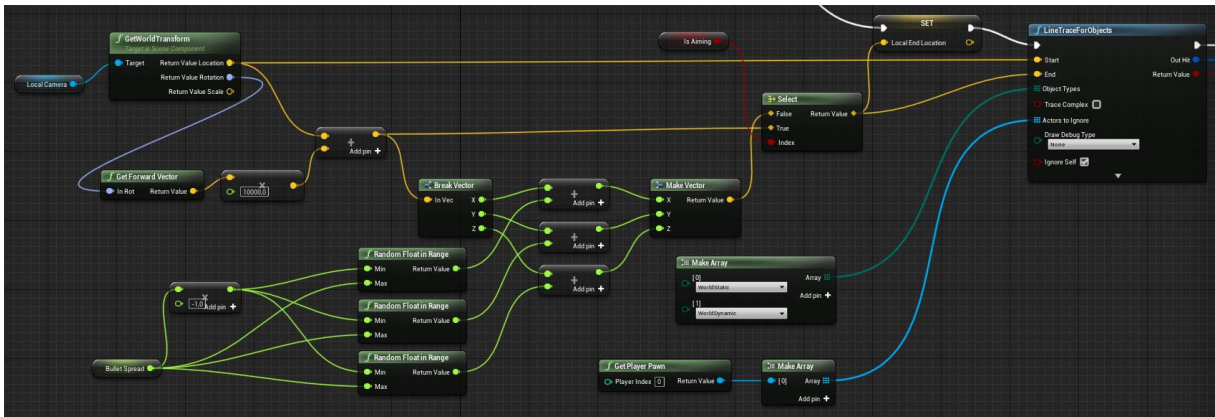 GetWorldTransform
Target is Scene Component
Target
Return Value Location
Return Value Rotation
Return Value Scale
Local Camera
Get Forward Vector
In Rot
Return Value
10000,0
Add pin
Break Vector
In Vec
X
Y
Z
Add pin
Add pin
Add pin
Make Vector
X
Y
Z
Return Value
Random Float in Range
Min
Max
Return Value
Random Float in Range
Min
Max
Return Value
Random Float in Range
Min
Max
Return Value
-1,0
Add pin
Bullet Spread
Is Aiming
Select
False
True
Index
Return Value
SET
Local End Location
Make Array
[0]
WorldStatic
[1]
WorldDynamic
Array
Add pin
Get Player Pawn
Player Index
0
Return Value
Make Array
[0]
Array
Add pin
LineTraceForObjects
Start
End
Object Types
Trace Complex
Actors to Ignore
Draw Debug Type
None
Ignore Self
Out Hit
Return Value